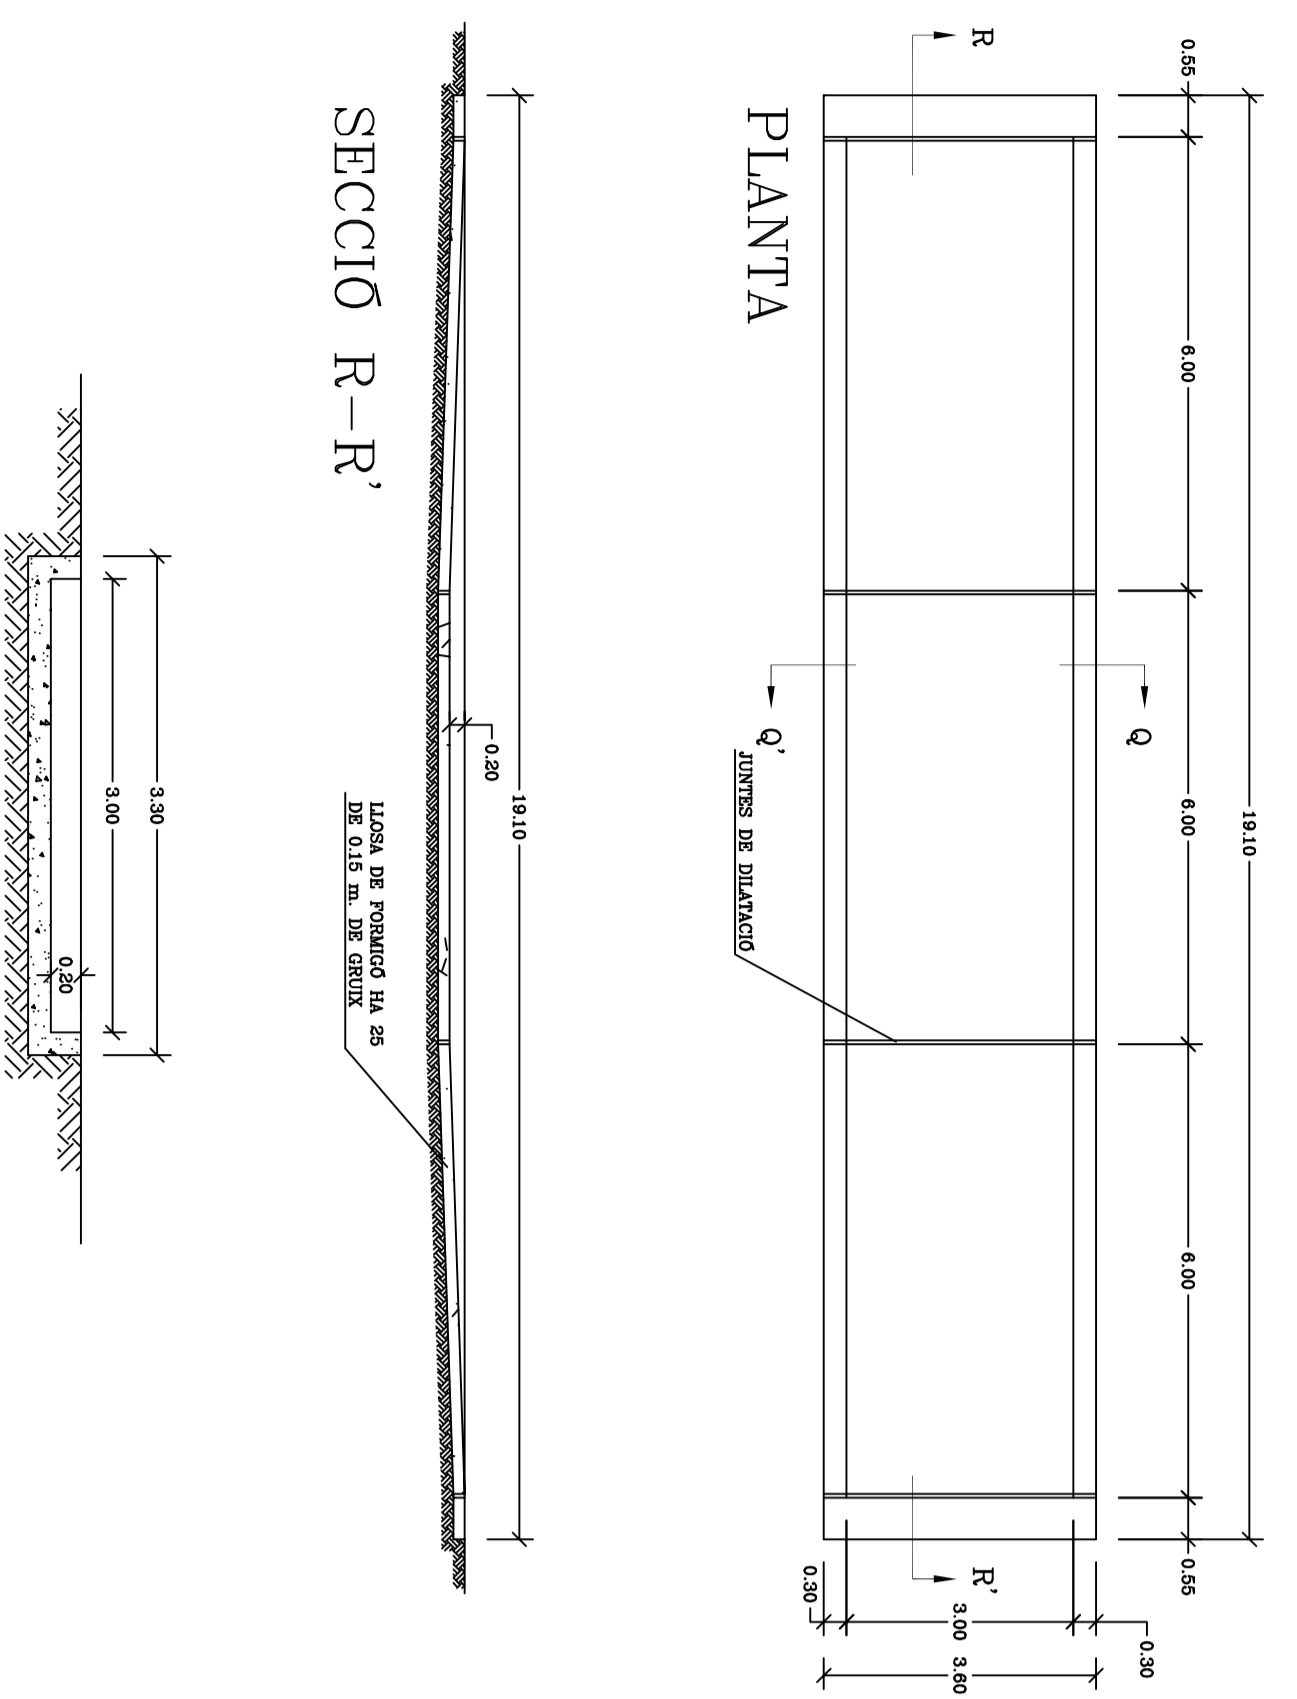 19.10
0.55
6.00
6.00
6.00
0.55
R
R'
Q
Q'
0.30
3.00
0.30
3.60
JUNTES DE DILATACIÓ
PLANTA
19.10
0.20
LLOSA DE FORMIGÓ HA 25
DE 0.15 m. DE GRUIX
SECCIÓ R-R'
3.30
3.00
0.20